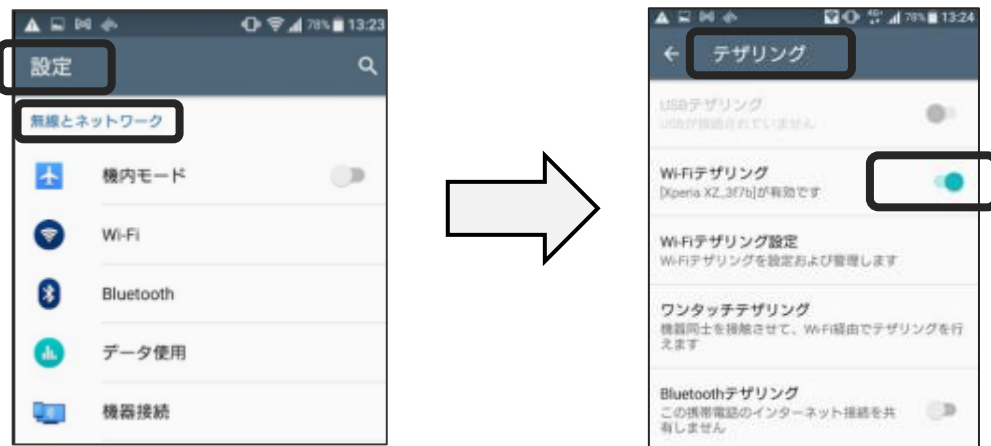 78% 13:23
設定
無線とネットワーク
機内モード
Wi-Fi
Bluetooth
データ使用
機器接続
78% 13:24
テザリング
USBテザリング
USBが接続されていません
Wi-Fiテザリング
[Xperia XZ_3f7b]が有効です
Wi-Fiテザリング設定
Wi-Fiテザリングを設定および管理します
ワンタッチテザリング
機器同士を接触させて、Wi-Fi経由でテザリングを行
えます
Bluetoothテザリング
この携帯電話のインターネット接続を共
有しません